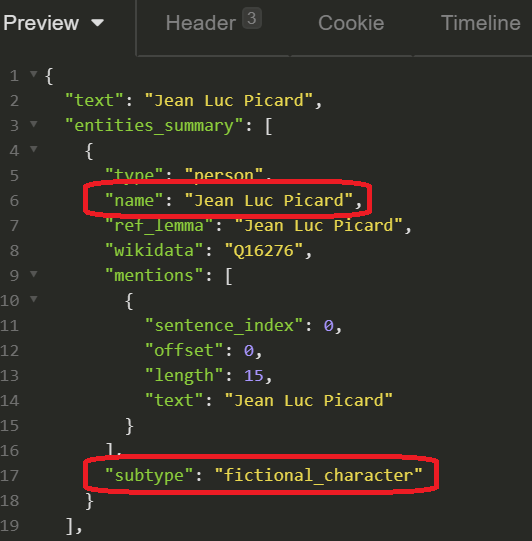 Preview Header 3 Cookie Timeline
1 {
2 "text": "Jean Luc Picard",
3 "entities_summary": [
4 {
5 "type": "person",
6 "name": "Jean Luc Picard",
7 "ref_lemma": "Jean Luc Picard",
8 "wikidata": "Q16276",
9 "mentions": [
10 {
11 "sentence_index": 0,
12 "offset": 0,
13 "length": 15,
14 "text": "Jean Luc Picard"
15 }
16 ],
17 "subtype": "fictional_character"
18 }
19 ],